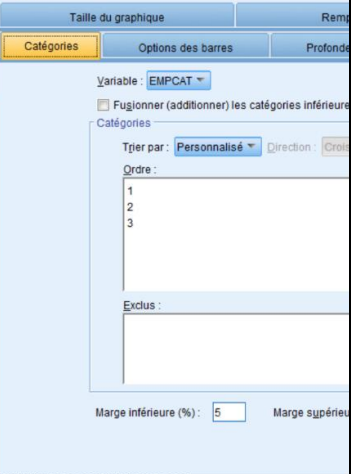 Taille du graphique Remp
Catégories Options des barres Profonde
Variable : EMPCAT
Fusionner (additionner) les catégories inférieure
Catégories
Trier par : Personnalisé Direction : Crois
Ordre :
1
2
3
Exclus :
Marge inférieure (%) : 5 Marge supérieu